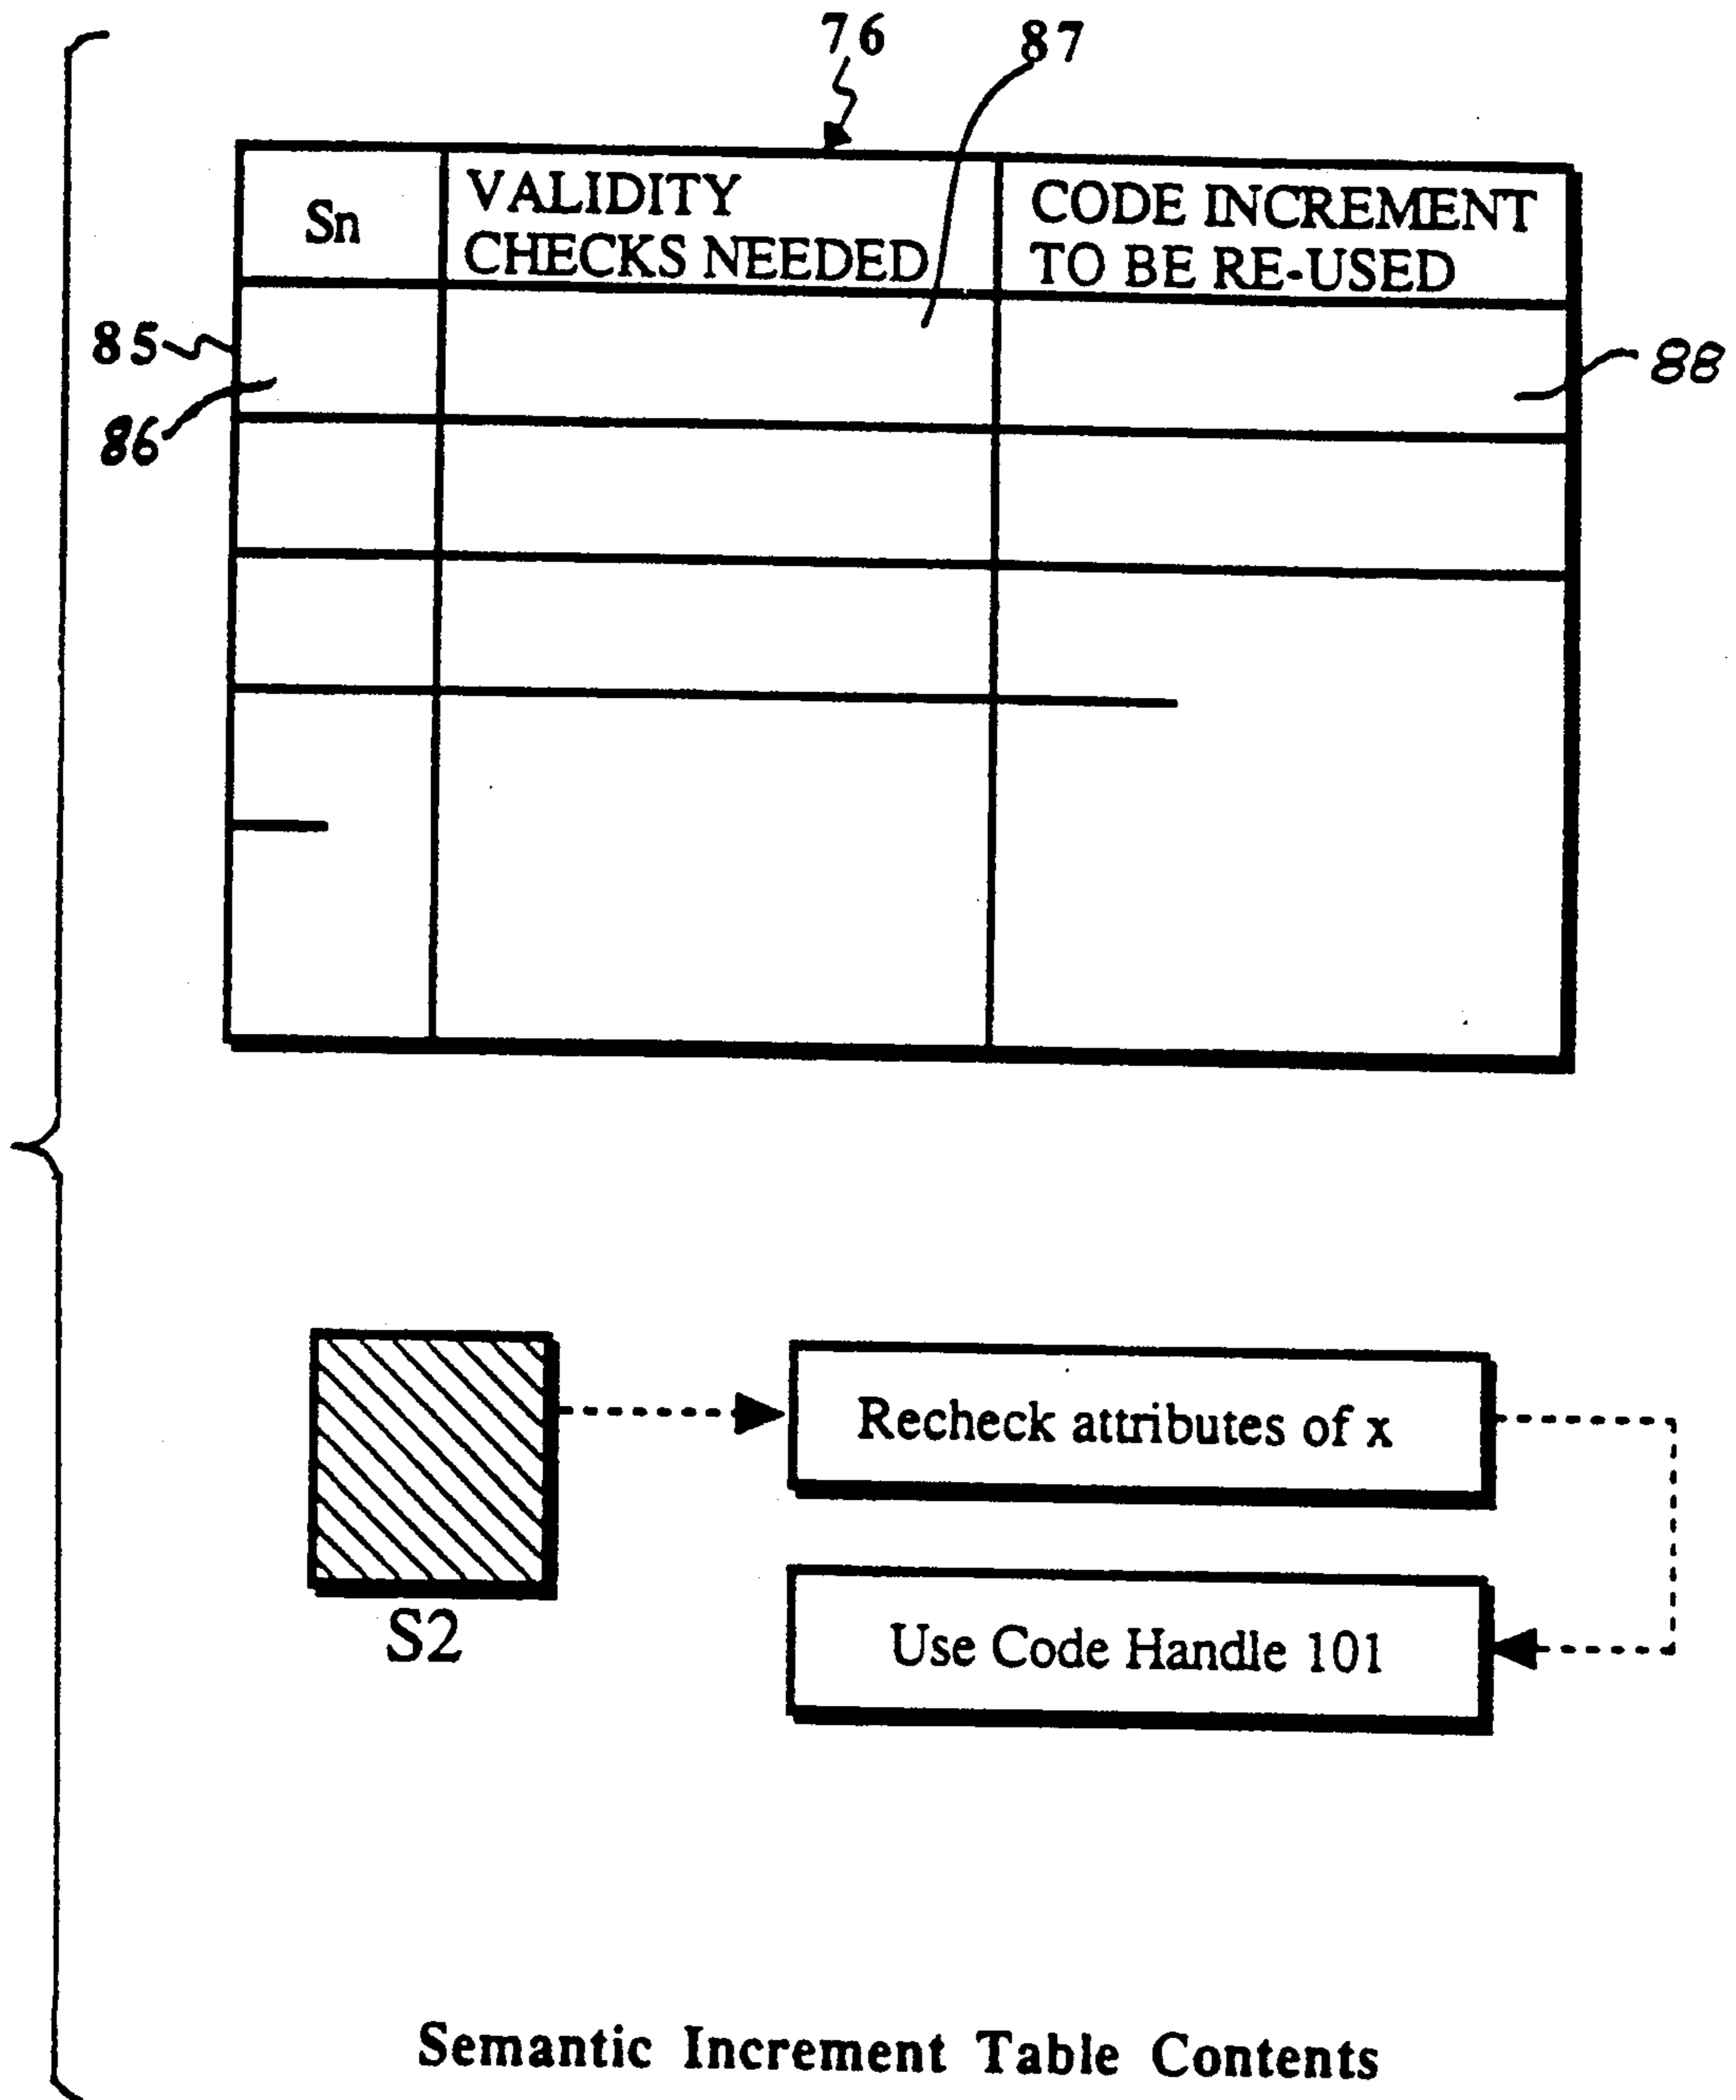 76
87
Sn
VALIDITY
CHECKS NEEDED
CODE INCREMENT
TO BE RE-USED
85
86
88
Recheck attributes of x
S2
Use Code Handle 101
Semantic Increment Table Contents